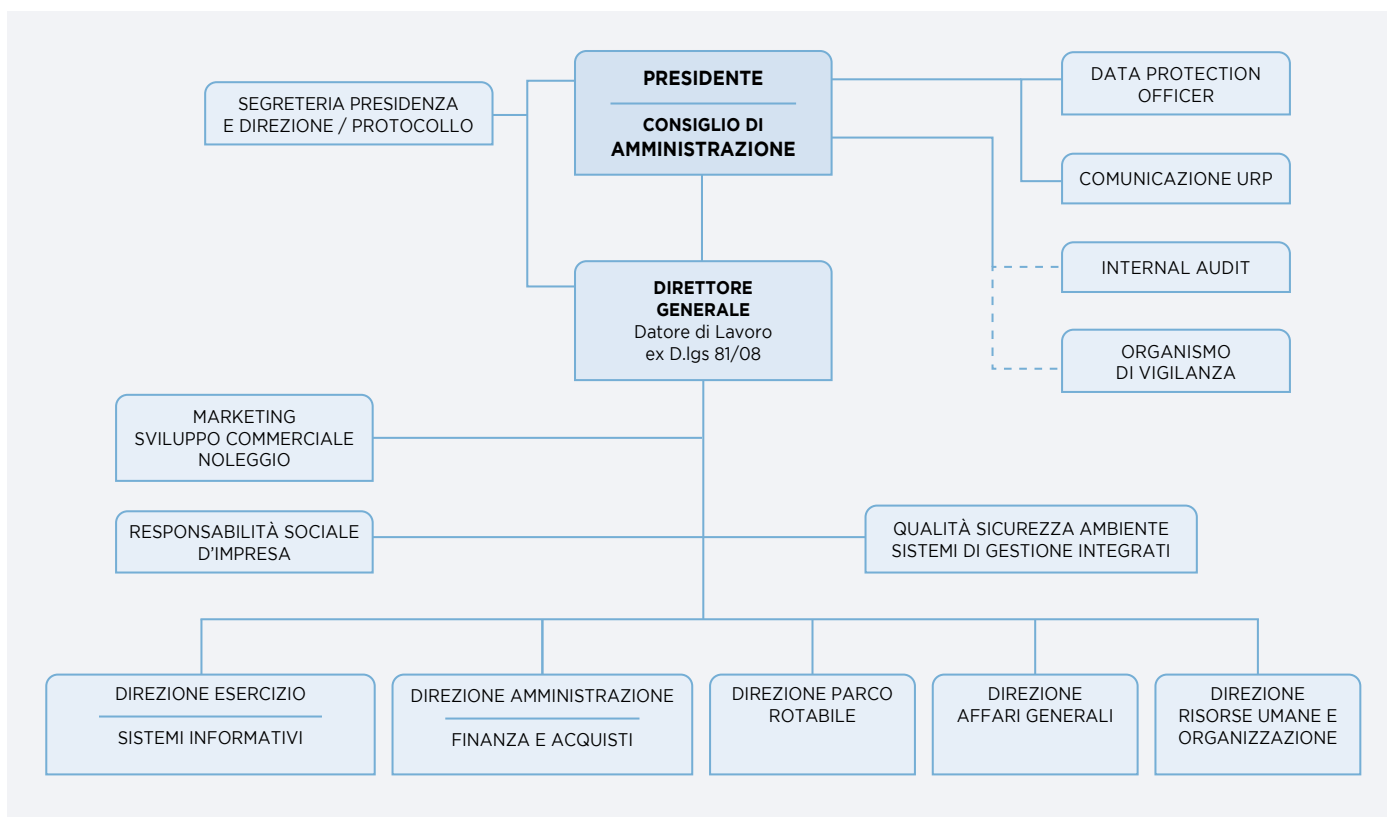 PRESIDENTE
CONSIGLIO DI
AMMINISTRAZIONE
SEGRETERIA PRESIDENZA
E DIREZIONE / PROTOCOLLO
DATA PROTECTION
OFFICER
COMUNICAZIONE URP
INTERNAL AUDIT
ORGANISMO
DI VIGILANZA
DIRETTORE
GENERALE
Datore di Lavoro
ex D.lgs 81/08
MARKETING
SVILUPPO COMMERCIALE
NOLEGGIO
RESPONSABILITÀ SOCIALE
D'IMPRESA
QUALITÀ SICUREZZA AMBIENTE
SISTEMI DI GESTIONE INTEGRATI
DIREZIONE ESERCIZIO
SISTEMI INFORMATIVI
DIREZIONE AMMINISTRAZIONE
FINANZA E ACQUISTI
DIREZIONE PARCO
ROTABILE
DIREZIONE
AFFARI GENERALI
DIREZIONE
RISORSE UMANE E
ORGANIZZAZIONE